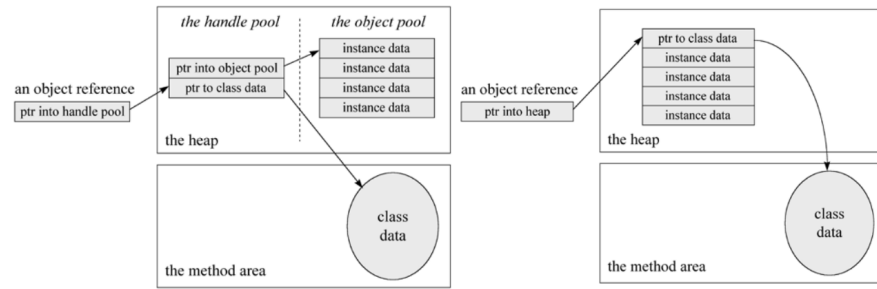 the handle pool
the object pool
instance data
instance data
instance data
instance data
ptr into object pool
ptr to class data
an object reference
ptr into handle pool
the heap
class
data
the method area
ptr to class data
instance data
instance data
instance data
instance data
an object reference
ptr into heap
the heap
class
data
the method area